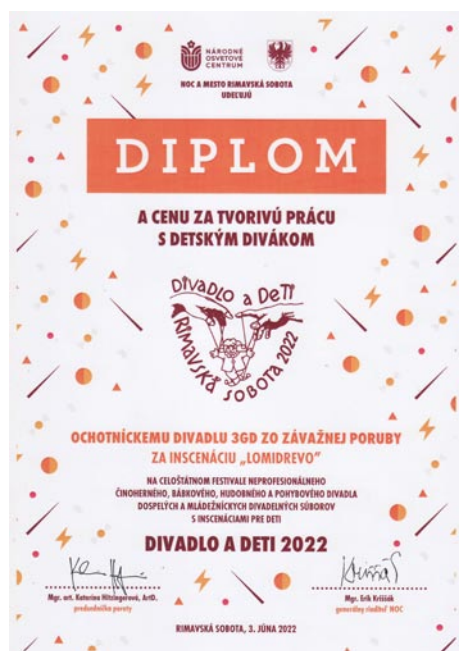 NÁRODNÉ
OSVETOVÉ
CENTRUM
NOC A MESTO RIMAVSKÁ SOBOTA
UDEĽUJÚ
DIPLOM
A CENU ZA TVORIVÚ PRÁCU
S DETSKÝM DIVÁKOM
DIVADLO a DeTI
RIMAVSKÁ SOBOTA 2022
OCHOTNÍCKEMU DIVADLU 3GD ZO ZÁVAŽNEJ PORUBY
ZA INSCENÁCIU „LOMIDREVO”
NA CELOŠTÁTNOM FESTIVALE NEPROFESIONÁLNEHO
ČINOHERNÉHO, BÁBKOVÉHO, HUDOBNÉHO A POHYBOVÉHO DIVADLA
DOSPELÝCH A MLÁDEŽNÍCKYCH DIVADELNÝCH SÚBOROV
S INSCENÁCIAMI PRE DETI
DIVADLO A DETI 2022
Mgr. art. Katarína Hitzingerová, ArtD.
predsedníčka poroty
Mgr. Erik Kriššák
generálny riaditeľ NOC
RIMAVSKÁ SOBOTA, 3. JÚNA 2022